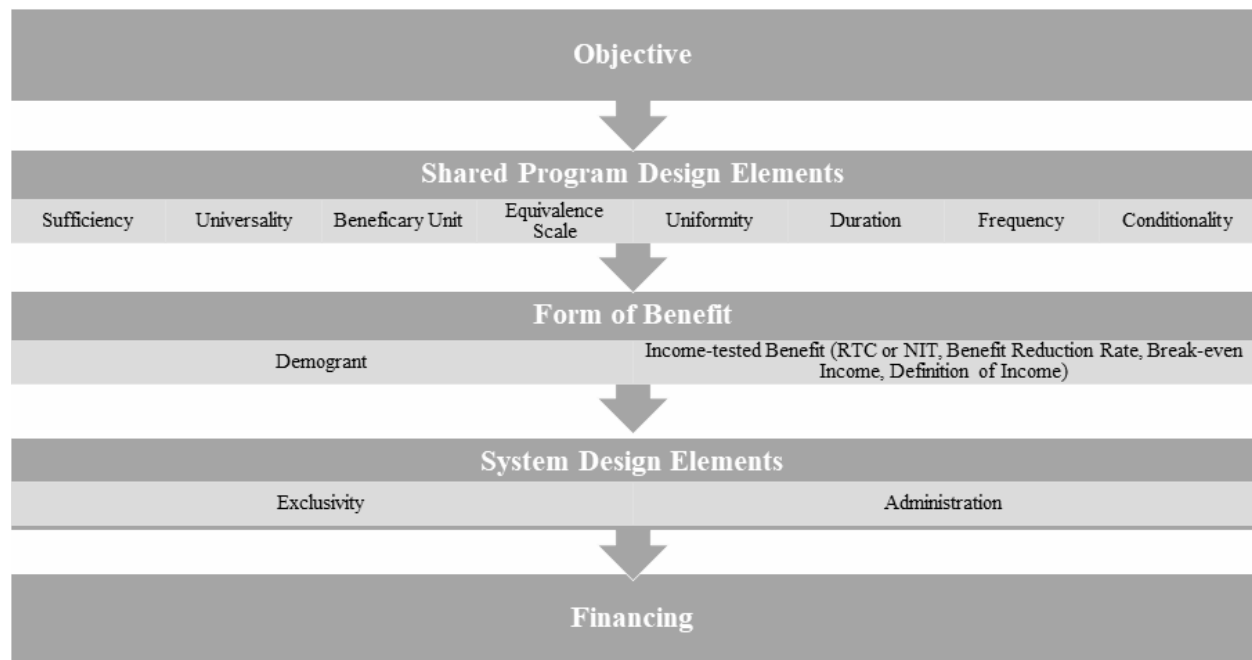 Objective
Shared Program Design Elements
Sufficiency
Universality
Beneficary Unit
Equivalence
Scale
Uniformity
Duration
Frequency
Conditionality
Form of Benefit
Demogrant
Income-tested Benefit (RTC or NIT, Benefit Reduction Rate, Break-even
Income, Definition of Income)
System Design Elements
Exclusivity
Administration
Financing